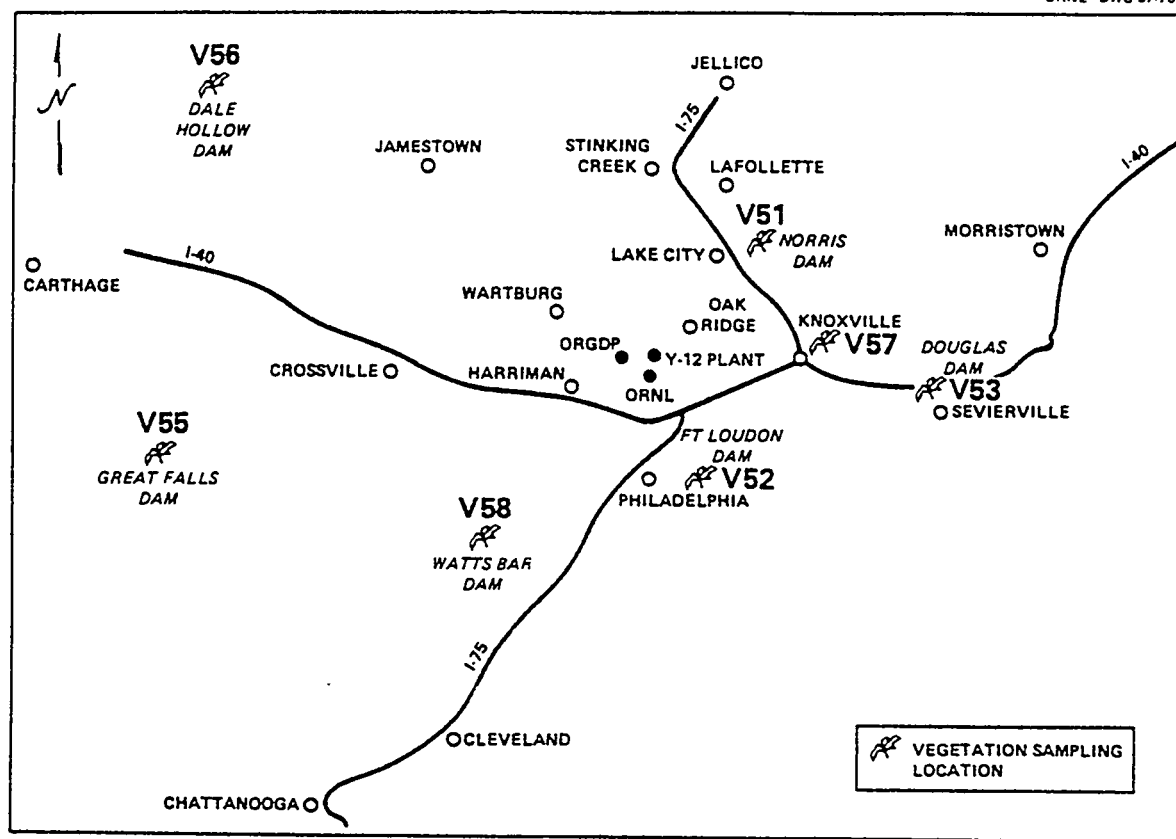 V56
DALE
HOLLOW
DAM
N
JELLICO
I-75
JAMESTOWN
STINKING
CREEK
LAFOLLETTE
I-40
V51
NORRIS
DAM
MORRISTOWN
LAKE CITY
I-40
CARTHAGE
WARTBURG
OAK
RIDGE
KNOXVILLE
V57
ORGDP
Y-12 PLANT
DOUGLAS
DAM
CROSSVILLE
HARRIMAN
ORNL
V53
SEVIERVILLE
V55
GREAT FALLS
DAM
FT LOUDON
DAM
V52
PHILADELPHIA
V58
WATTS BAR
DAM
I-75
CLEVELAND
CHATTANOOGA
VEGETATION SAMPLING
LOCATION